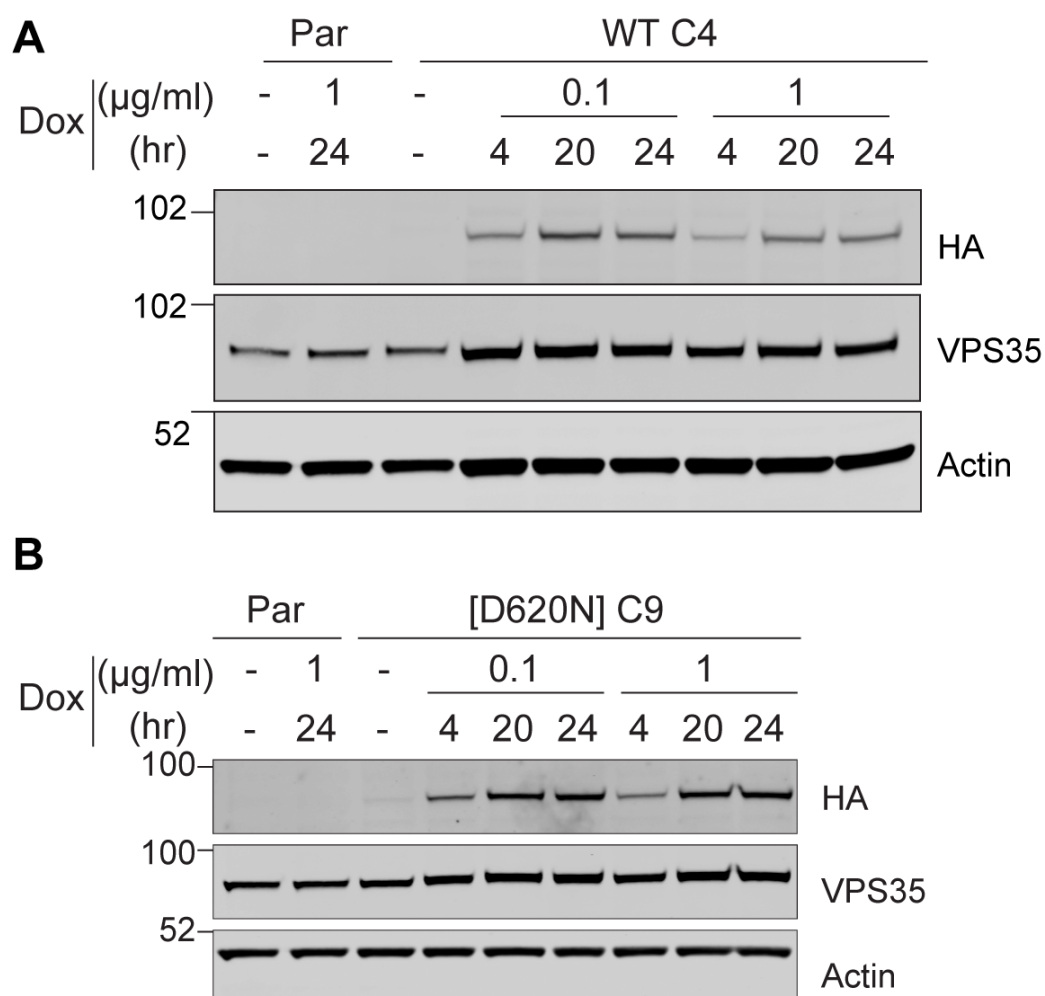 A
Par WT C4
Dox (µg/ml) - 1 - 0.1 1
(hr) - 24 - 4 20 24 4 20 24
102
HA
102
VPS35
52
Actin
B
Par [D620N] C9
Dox (µg/ml) - 1 - 0.1 1
(hr) - 24 - 4 20 24 4 20 24
100
HA
100
VPS35
52
Actin